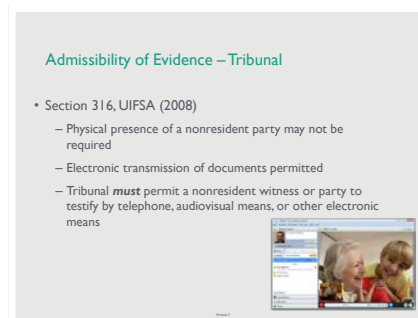 Admissibility of Evidence – Tribunal
• Section 316, UIFSA (2008)
– Physical presence of a nonresident party may not be
required
– Electronic transmission of documents permitted
– Tribunal must permit a nonresident witness or party to
testify by telephone, audiovisual means, or other electronic
means